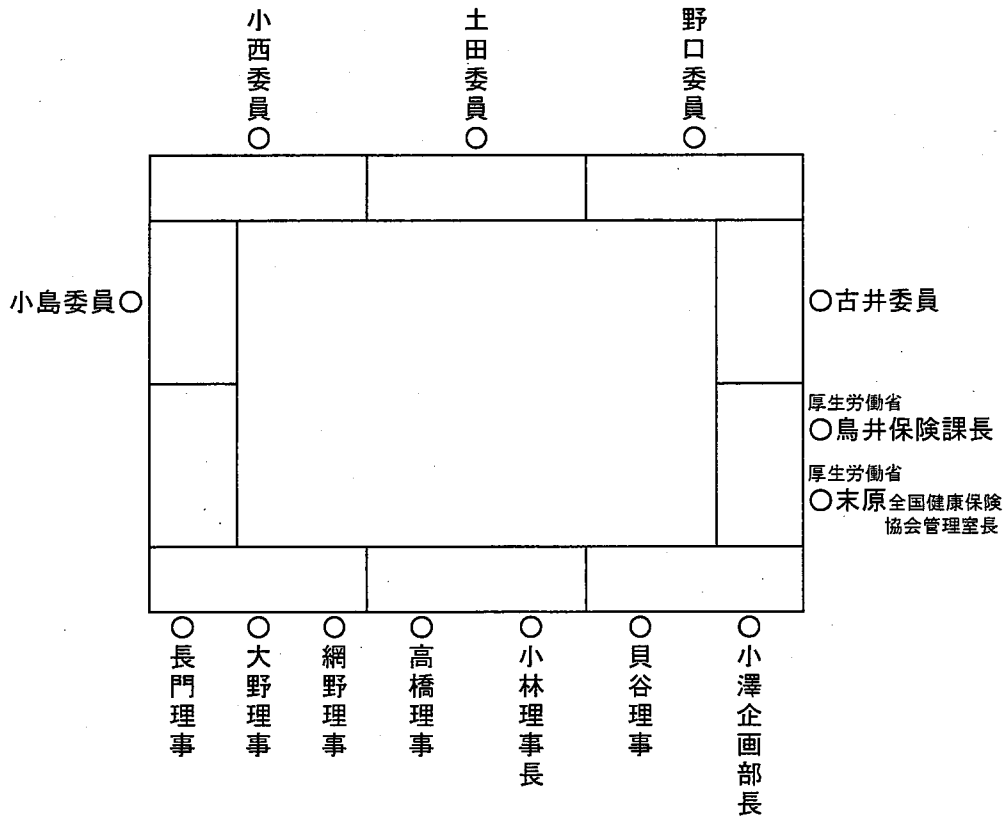 小西委員○
土田委員○
野口委員○
小島委員○
○古井委員
厚生労働省
○鳥井保険課長
厚生労働省
○末原全国健康保険
協会管理室長
○長門理事
○大野理事
○網野理事
○高橋理事
○小林理事長
○貝谷理事
○小澤企画部長